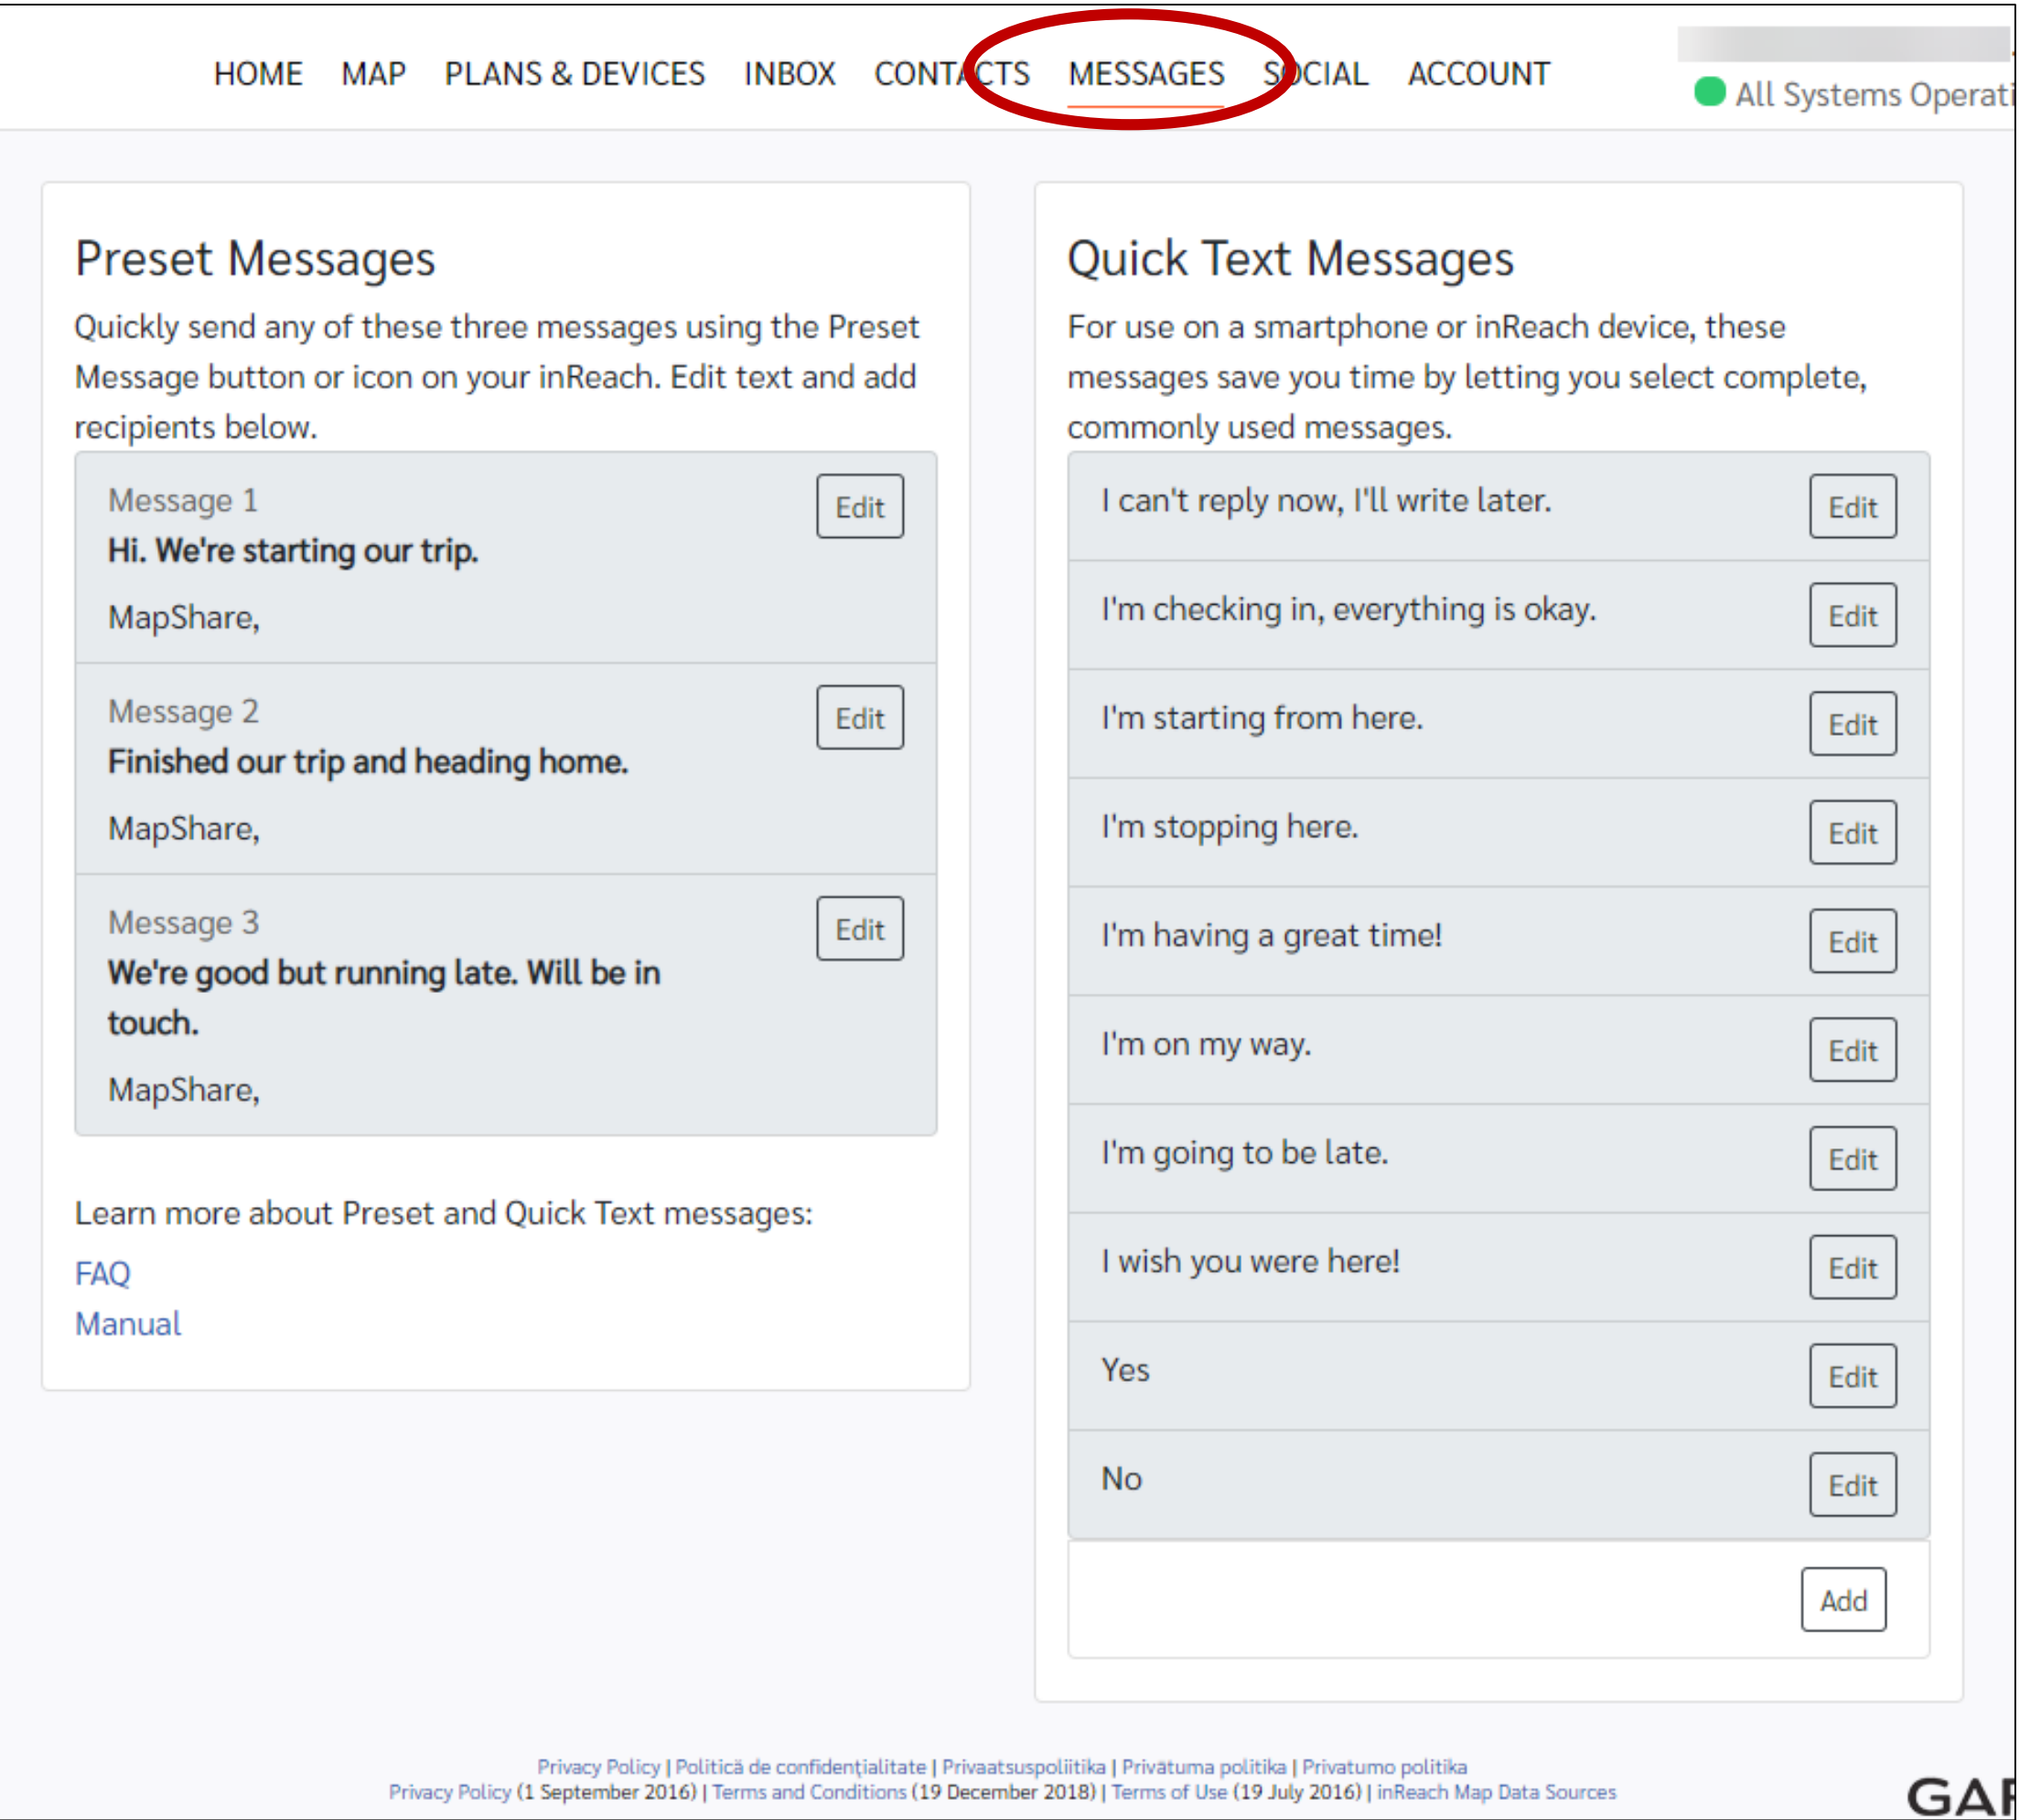 HOME MAP PLANS & DEVICES INBOX CONTACTS MESSAGES SOCIAL ACCOUNT
All Systems
Preset Messages
Quickly send any of these three messages using the Preset
Message button or icon on your inReach. Edit text and add
recipients below.
Message 1
Edit
Hi. We're starting our trip.
MapShare,
Message 2
Edit
Finished our trip and heading home.
MapShare,
Message 3
Edit
We're good but running late. Will be in
touch.
MapShare,
Learn more about Preset and Quick Text messages:
FAQ
Manual
Quick Text Messages
For use on a smartphone or inReach device, these
messages save you time by letting you select complete,
commonly used messages.
I can't reply now, I'll write later. Edit
I'm checking in, everything is okay. Edit
I'm starting from here. Edit
I'm stopping here. Edit
I'm having a great time! Edit
I'm on my way. Edit
I'm going to be late. Edit
I wish you were here! Edit
Yes Edit
No Edit
Add
Privacy Policy | Politică de confidențialitate | Privaatsuspoliitika | Privātuma politika | Privatumo politika
Privacy Policy (1 September 2016) | Terms and Conditions (19 December 2018) | Terms of Use (19 July 2016) | inReach Map Data Sources